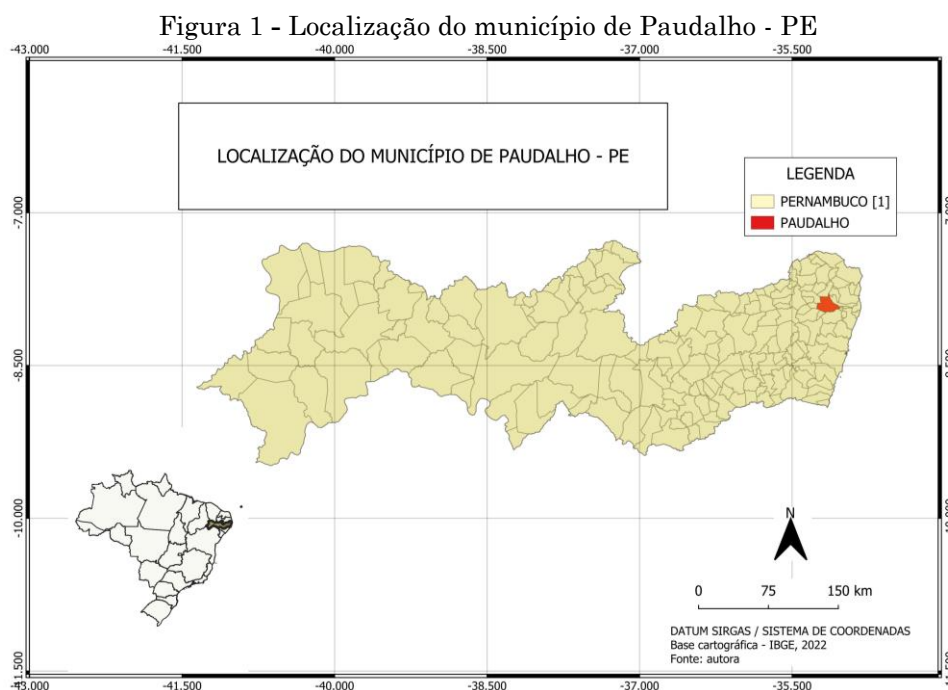 Figura 1 - Localização do município de Paudalho - PE
-43.000 -41.500 -40.000 -38.500 -37.000 -35.500
LOCALIZAÇÃO DO MUNICÍPIO DE PAUDALHO - PE
LEGENDA
PERNAMBUCO [1]
PAUDALHO
-7.000
-8.500
-10.000
N
0 75 150 km
DATUM SIRGAS / SISTEMA DE COORDENADAS
Base cartográfica - IBGE, 2022
Fonte: autora
-43.000 -41.500 -40.000 -38.500 -37.000 -35.500